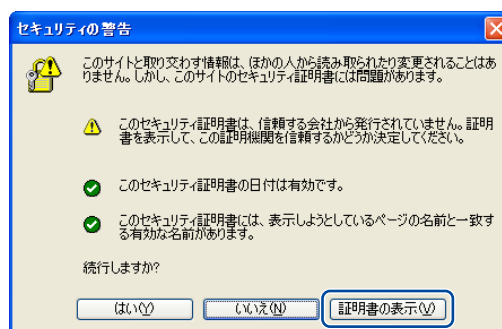 セキュリティの警告
このサイトと取り交わす情報は、ほかの人から読み取られたり変更されることはあ
りません。しかし、このサイトのセキュリティ証明書には問題があります。
このセキュリティ証明書は、信頼する会社から発行されていません。証明
書を表示して、この証明機関を信頼するかどうか決定してください。
このセキュリティ証明書の日付は有効です。
このセキュリティ証明書には、表示しようとしているページの名前と一致す
る有効な名前があります。
続行しますか?
はい(Y) いいえ(N) 証明書の表示(V)